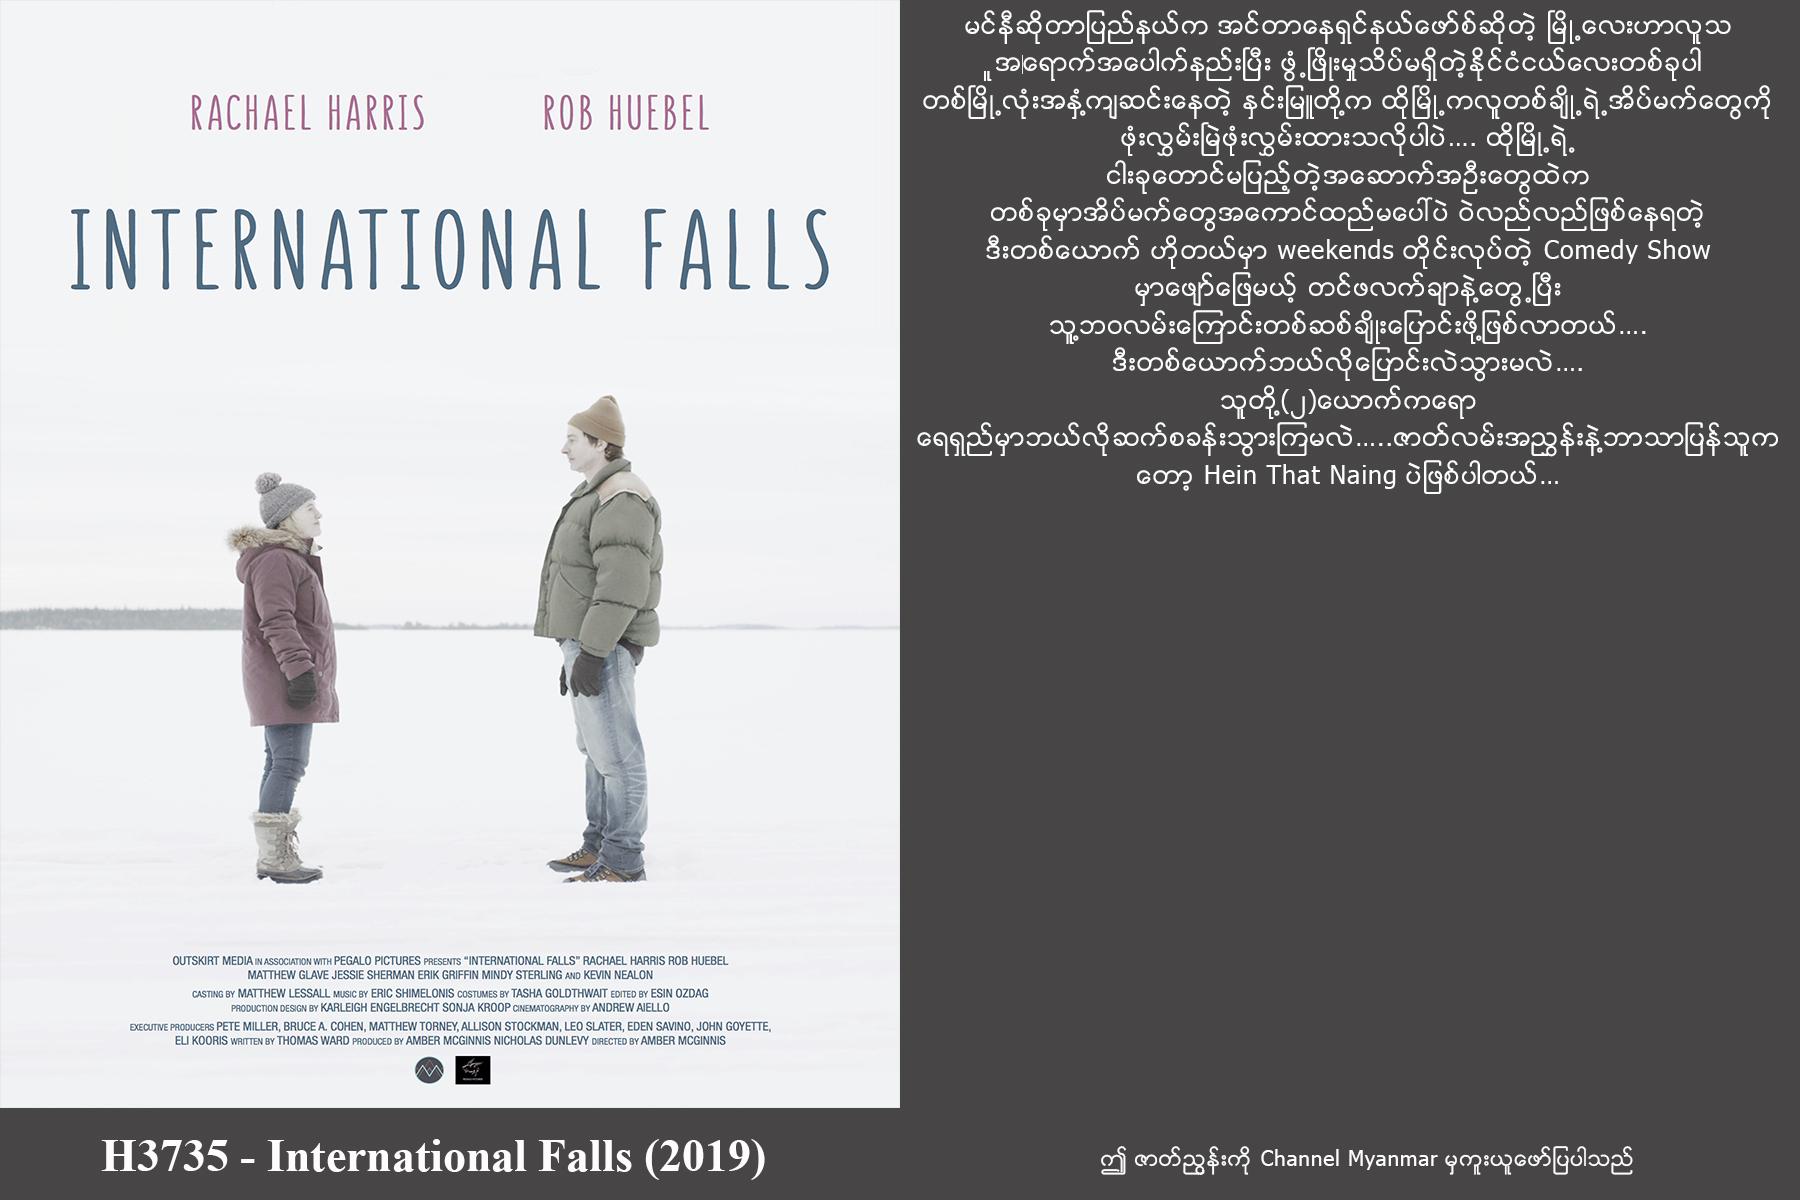 RACHAEL HARRIS ROB HUEBEL
INTERNATIONAL FALLS
OUTSKIRT MEDIA IN ASSOCIATION WITH PEGALO PICTURES PRESENTS “INTERNATIONAL FALLS” RACHAEL HARRIS ROB HUEBEL
MATTHEW GLAVE JESSIE SHERMAN ERIK GRIFFIN MINDY STERLING AND KEVIN NEALON
CASTING BY MATTHEW LESSALL MUSIC BY ERIC SHIMELONIS COSTUMES BY TASHA GOLDTHWAIT EDITED BY ESIN OZDAG
PRODUCTION DESIGN BY KARLEIGH ENGELBRECHT SONJA KROOP CINEMATOGRAPHY BY ANDREW AIELLO
EXECUTIVE PRODUCERS PETE MILLER, BRUCE A. COHEN, MATTHEW TORNEY, ALLISON STOCKMAN, LEO SLATER, EDEN SAVINO, JOHN GOYETTE,
ELI KOORIS WRITTEN BY THOMAS WARD PRODUCED BY AMBER MCGINNIS NICHOLAS DUNLEVY DIRECTED BY AMBER MCGINNIS
H3735 - International Falls (2019)
မင်နီဆိုတာပြည်နယ်က အင်တာနေရှင်နယ်ဖော်စ်ဆိုတဲ့ မြို့လေးဟာလူသ
ူအရောက်အပေါက်နည်းပြီး ဖွံ့ဖြိုးမှုသိပ်မရှိတဲ့နိုင်ငံငယ်လေးတစ်ခုပါ
တစ်မြို့လုံးအနှံ့ကျဆင်းနေတဲ့ နှင်းမြူတို့က ထိုမြို့ကလူတစ်ချို့ရဲ့အိပ်မက်တွေကို
ဖုံးလွှမ်းမြဲဖုံးလွှမ်းထားသလိုပါပဲ.... ထိုမြို့ရဲ့
ငါးခုတောင်မပြည့်တဲ့အဆောက်အဦးတွေထဲက
တစ်ခုမှာအိပ်မက်တွေအကောင်ထည်မပေါ်ပဲ ဝဲလည်လည်ဖြစ်နေရတဲ့
ဒီးတစ်ယောက် ဟိုတယ်မှာ weekends တိုင်းလုပ်တဲ့ Comedy Show
မှာဖျော်ဖြေမယ့် တင်ဖလက်ချာနဲ့တွေ့ပြီး
သူ့ဘဝလမ်းကြောင်းတစ်ဆစ်ချိုးပြောင်းဖို့ဖြစ်လာတယ်....
ဒီးတစ်ယောက်ဘယ်လိုပြောင်းလဲသွားမလဲ....
သူတို့(၂)ယောက်ကရော
ရေရှည်မှာဘယ်လိုဆက်စခန်းသွားကြမလဲ.....ဇာတ်လမ်းအညွှန်းနဲ့ဘာသာပြန်သူက
တော့ Hein That Naing ပဲဖြစ်ပါတယ်...
ဤ ဇာတ်ညွှန်းကို Channel Myanmar မှကူးယူဖော်ပြပါသည်